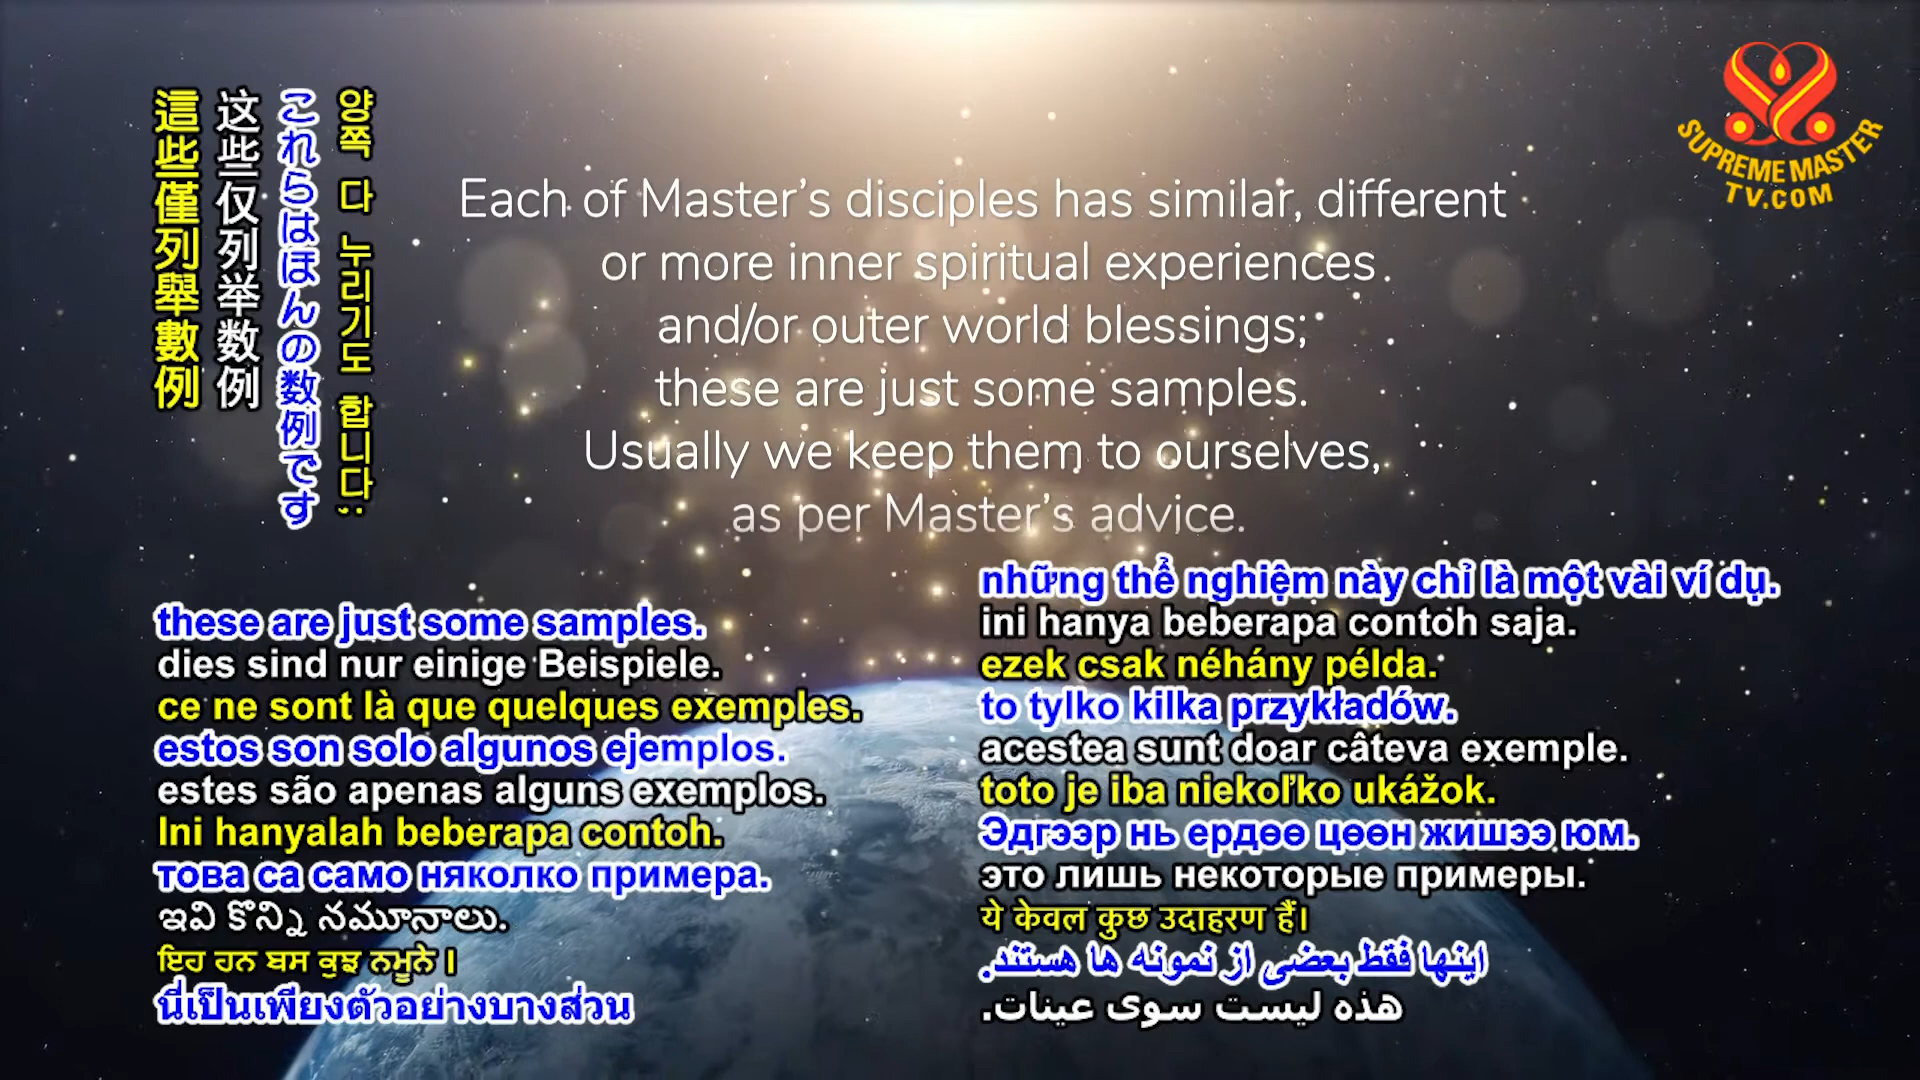 SUPREME MASTER
TV.COM
這些僅列舉數例
这些仅列举数例
これらはほんの数例です
양쪽 다 누리기도 합니다;
Each of Master's disciples has similar, different
or more inner spiritual experiences
and/or outer world blessings;
these are just some samples.
Usually we keep them to ourselves,
as per Master's advice.
these are just some samples.
dies sind nur einige Beispiele.
ce ne sont là que quelques exemples.
estos son solo algunos ejemplos.
estes são apenas alguns exemplos.
Ini hanyalah beberapa contoh.
това са само няколко примера.
ఇవి కొన్ని నమూనాలు.
ਇਹ ਹਨ ਬਸ ਕੁਝ ਨਮੂਨੇ।
นี่เป็นเพียงตัวอย่างบางส่วน
những thể nghiệm này chỉ là một vài ví dụ.
ini hanya beberapa contoh saja.
ezek csak néhány példa.
to tylko kilka przykładów.
acestea sunt doar câteva exemple.
toto je iba niekoľko ukážok.
Эдгээр нь ердөө цөөн жишээ юм.
это лишь некоторые примеры.
ये केवल कुछ उदाहरण हैं।
اینها فقط بعضی از نمونه ها هستند.
هذه ليست سوى عينات.